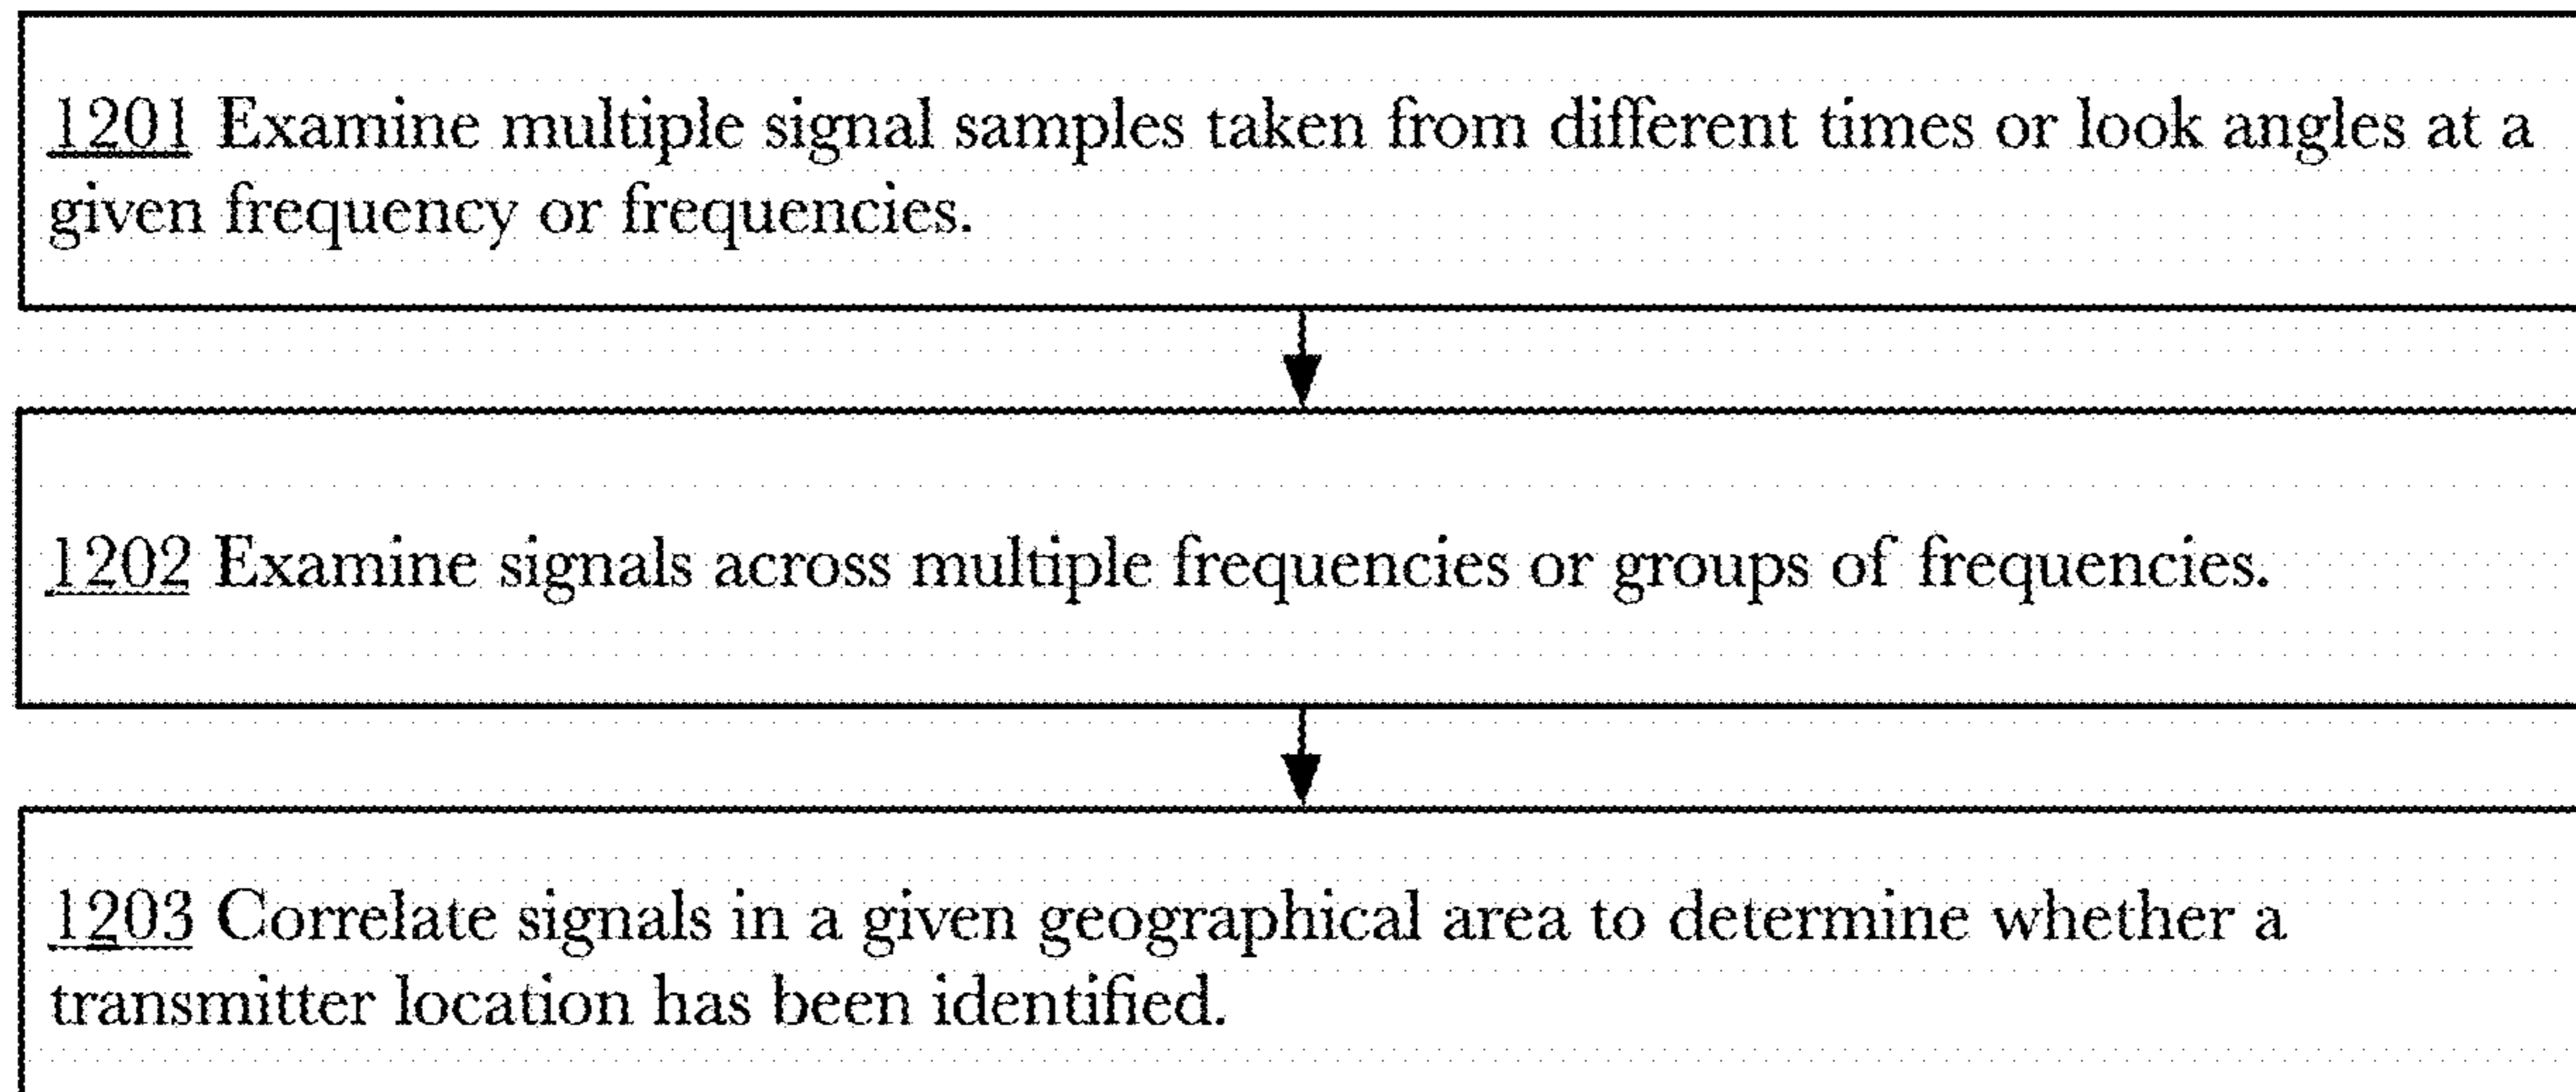 1201 Examine multiple signal samples taken from different times or look angles at a
given frequency or frequencies.
1202 Examine signals across multiple frequencies or groups of frequencies.
1203 Correlate signals in a given geographical area to determine whether a
transmitter location has been identified.